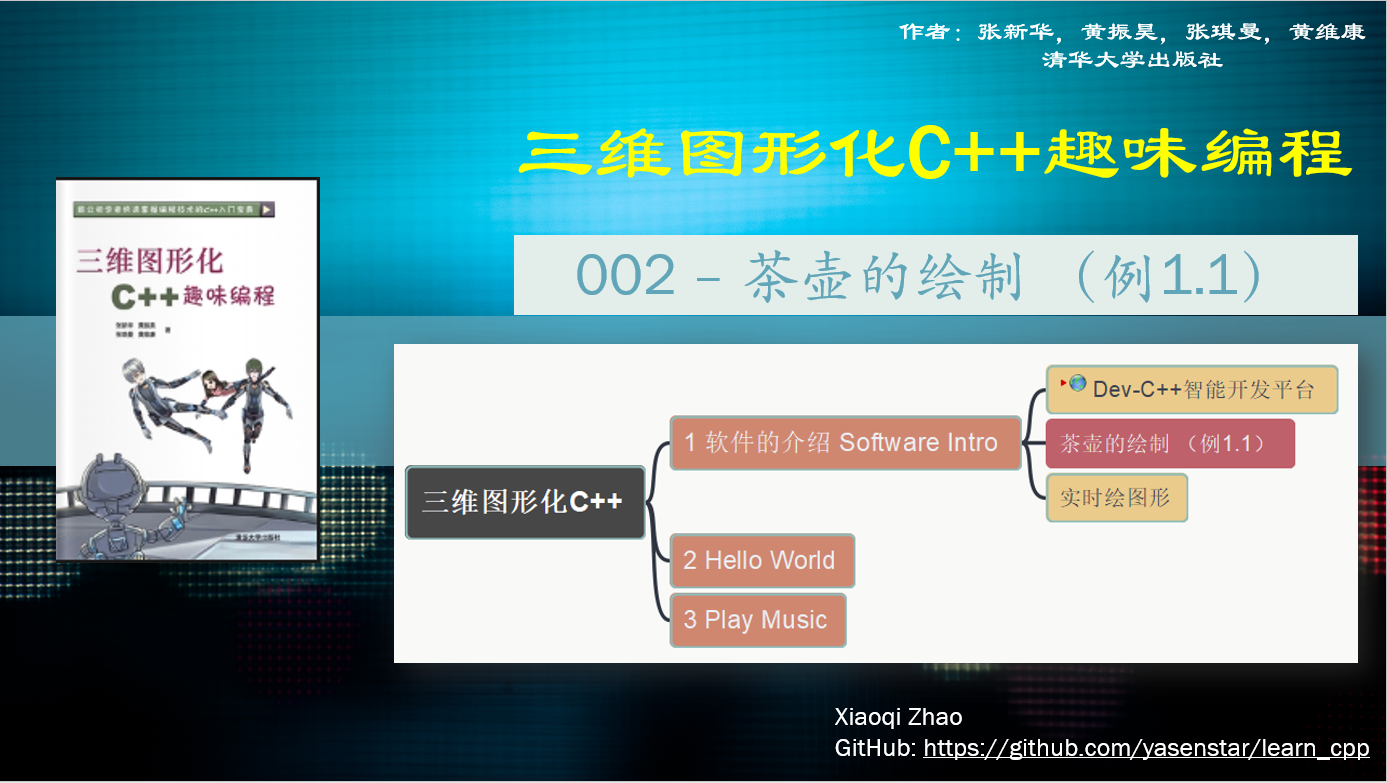 作者：张新华，黄振昊，张琪曼，黄维康
清华大学出版社
三维图形化C++趣味编程
002 – 茶壶的绘制 （例1.1）
三维图形化
C++趣味编程
清华大学出版社
三维图形化C++
1 软件的介绍 Software Intro
Dev-C++智能开发平台
茶壶的绘制 （例1.1）
实时绘图形
2 Hello World
3 Play Music
Xiaoqi Zhao
GitHub: https://github.com/yasenstar/learn_cpp